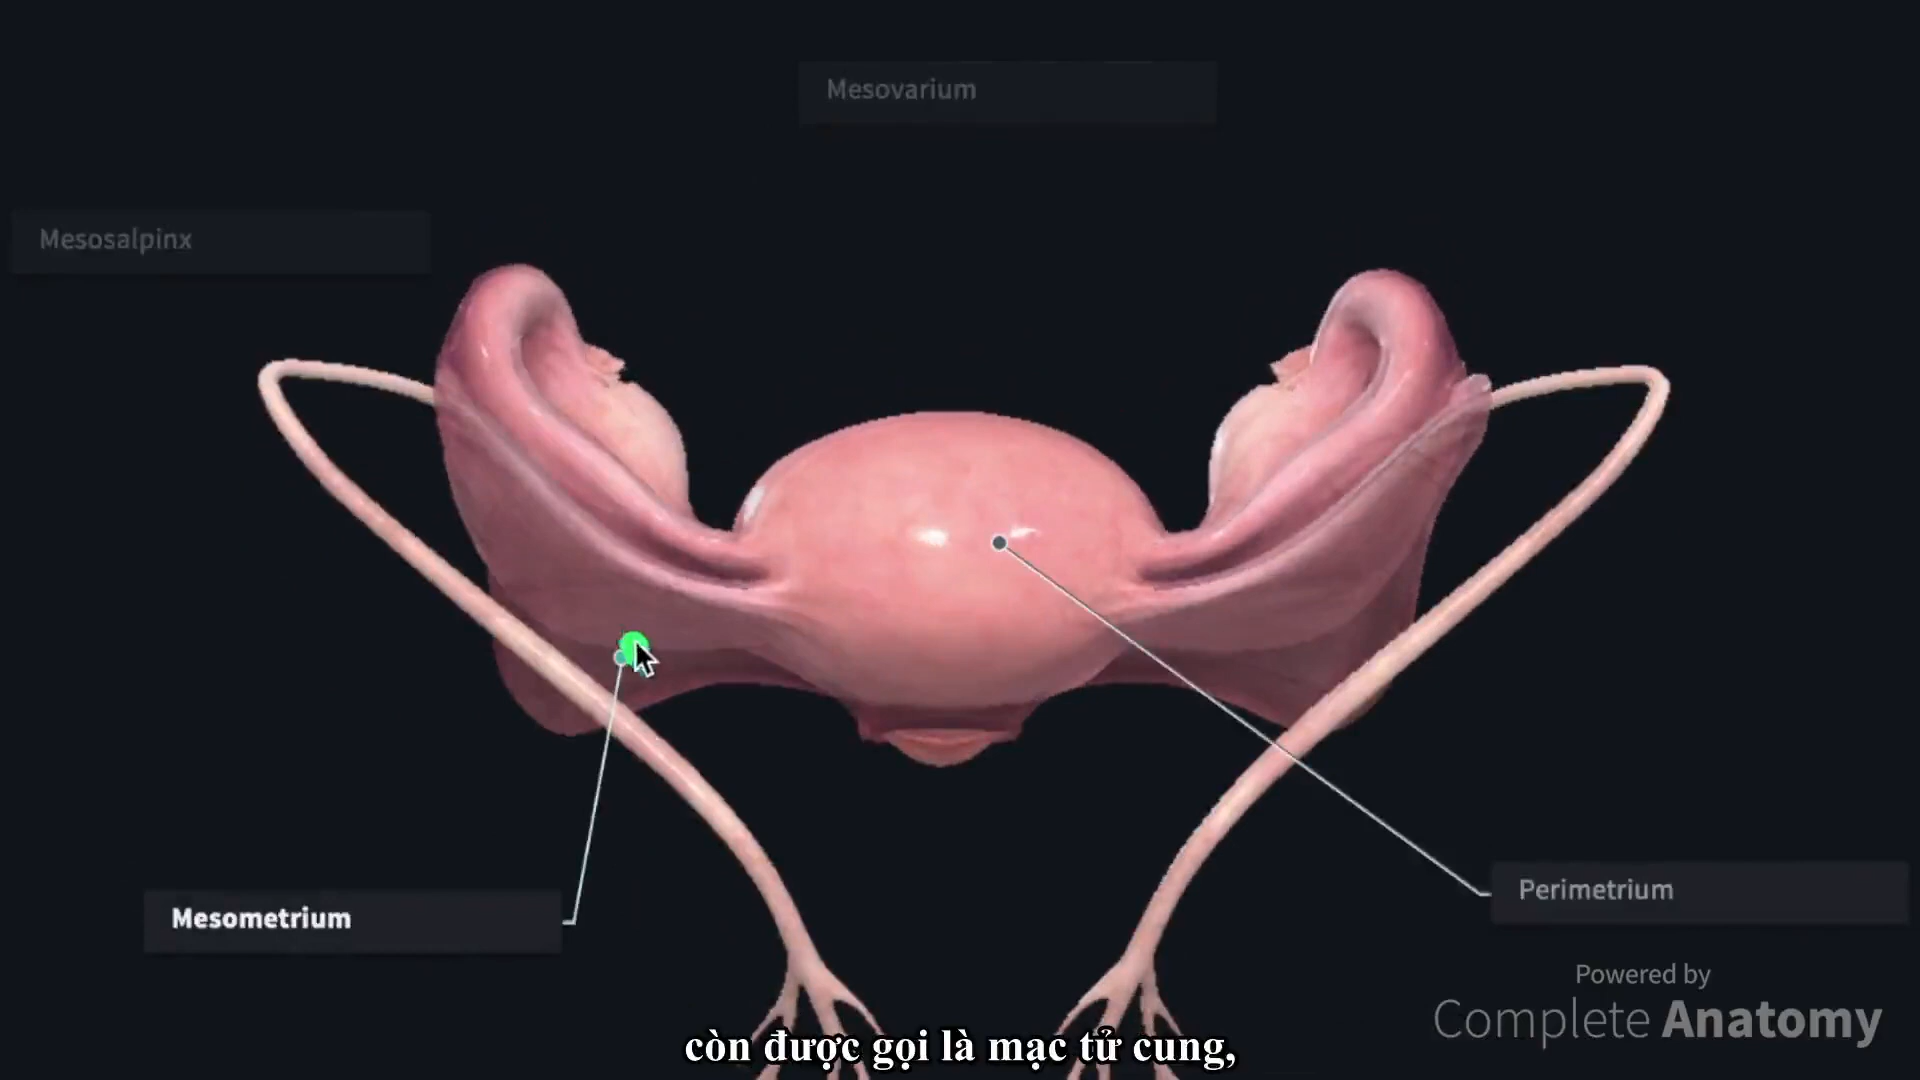 Mesovarium
Mesosalpinx
Mesometrium
Perimetrium
Powered by
Complete Anatomy
còn được gọi là mạc tử cung,